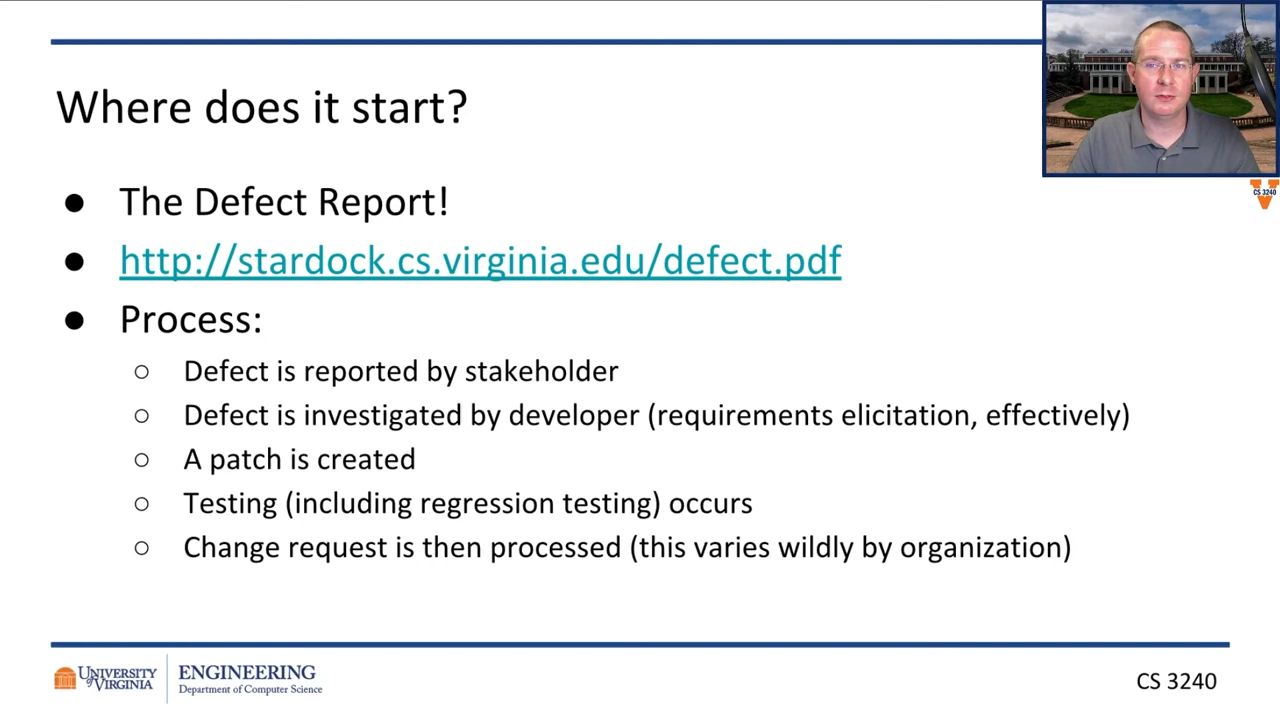 Where does it start?
CS 3240
● The Defect Report!
● http://stardock.cs.virginia.edu/defect.pdf
● Process:
○ Defect is reported by stakeholder
○ Defect is investigated by developer (requirements elicitation, effectively)
○ A patch is created
○ Testing (including regression testing) occurs
○ Change request is then processed (this varies wildly by organization)
UNIVERSITY
of VIRGINIA
ENGINEERING
Department of Computer Science
CS 3240